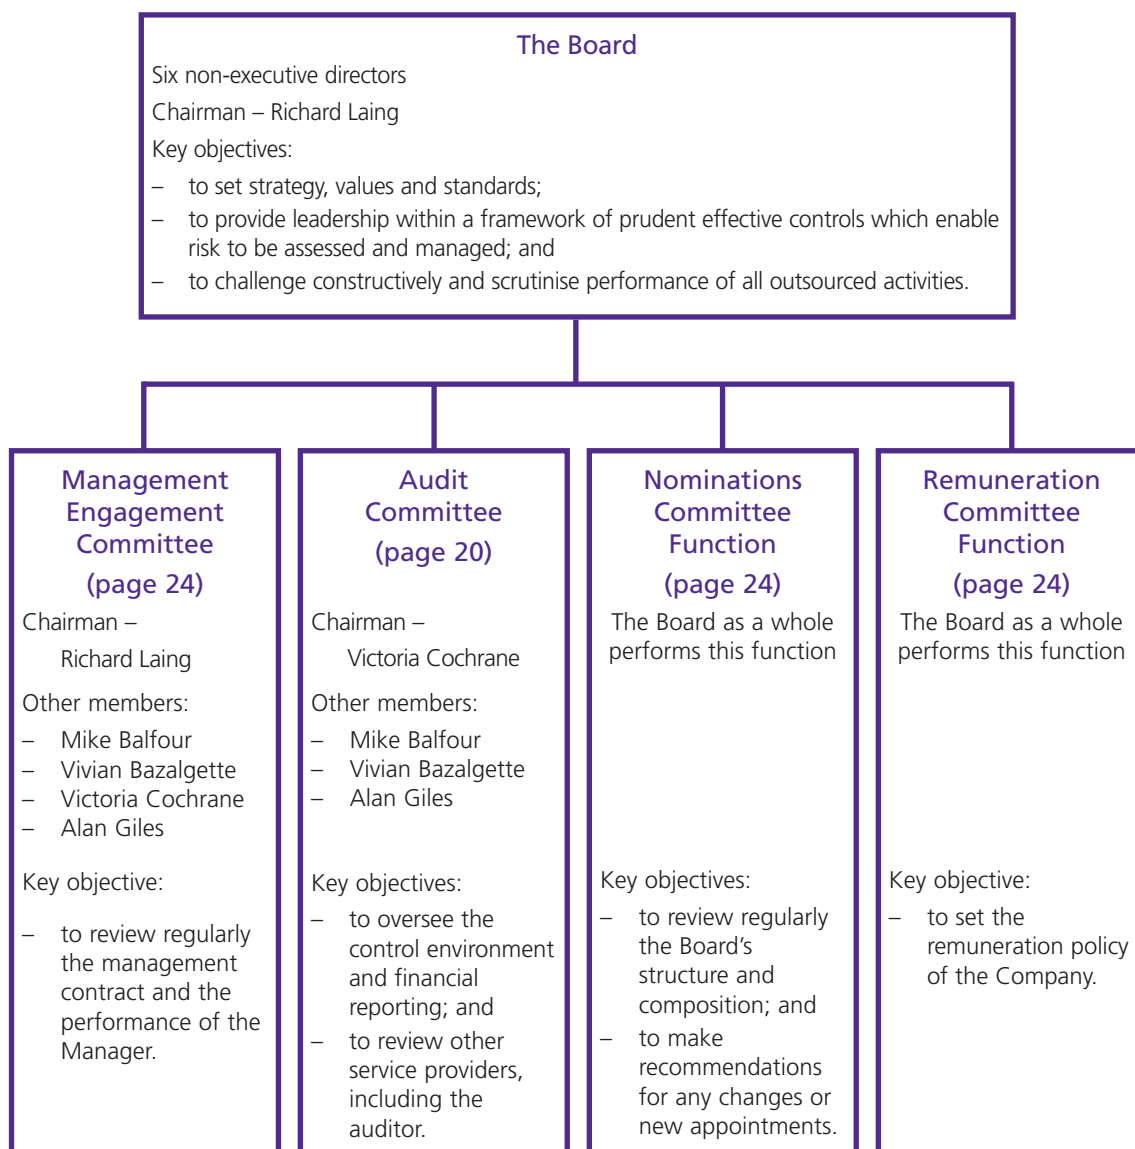 The Board
Six non-executive directors
Chairman – Richard Laing
Key objectives:
– to set strategy, values and standards;
– to provide leadership within a framework of prudent effective controls which enable
risk to be assessed and managed; and
– to challenge constructively and scrutinise performance of all outsourced activities.
Management
Engagement
Committee
(page 24)
Chairman –
Richard Laing
Other members:
– Mike Balfour
– Vivian Bazalgette
– Victoria Cochrane
– Alan Giles
Key objective:
– to review regularly
the management
contract and the
performance of the
Manager.
Audit
Committee
(page 20)
Chairman –
Victoria Cochrane
Other members:
– Mike Balfour
– Vivian Bazalgette
– Alan Giles
Key objectives:
– to oversee the
control environment
and financial
reporting; and
– to review other
service providers,
including the
auditor.
Nominations
Committee
Function
(page 24)
The Board as a whole
performs this function
Key objectives:
– to review regularly
the Board’s
structure and
composition; and
– to make
recommendations
for any changes or
new appointments.
Remuneration
Committee
Function
(page 24)
The Board as a whole
performs this function
Key objective:
– to set the
remuneration policy
of the Company.